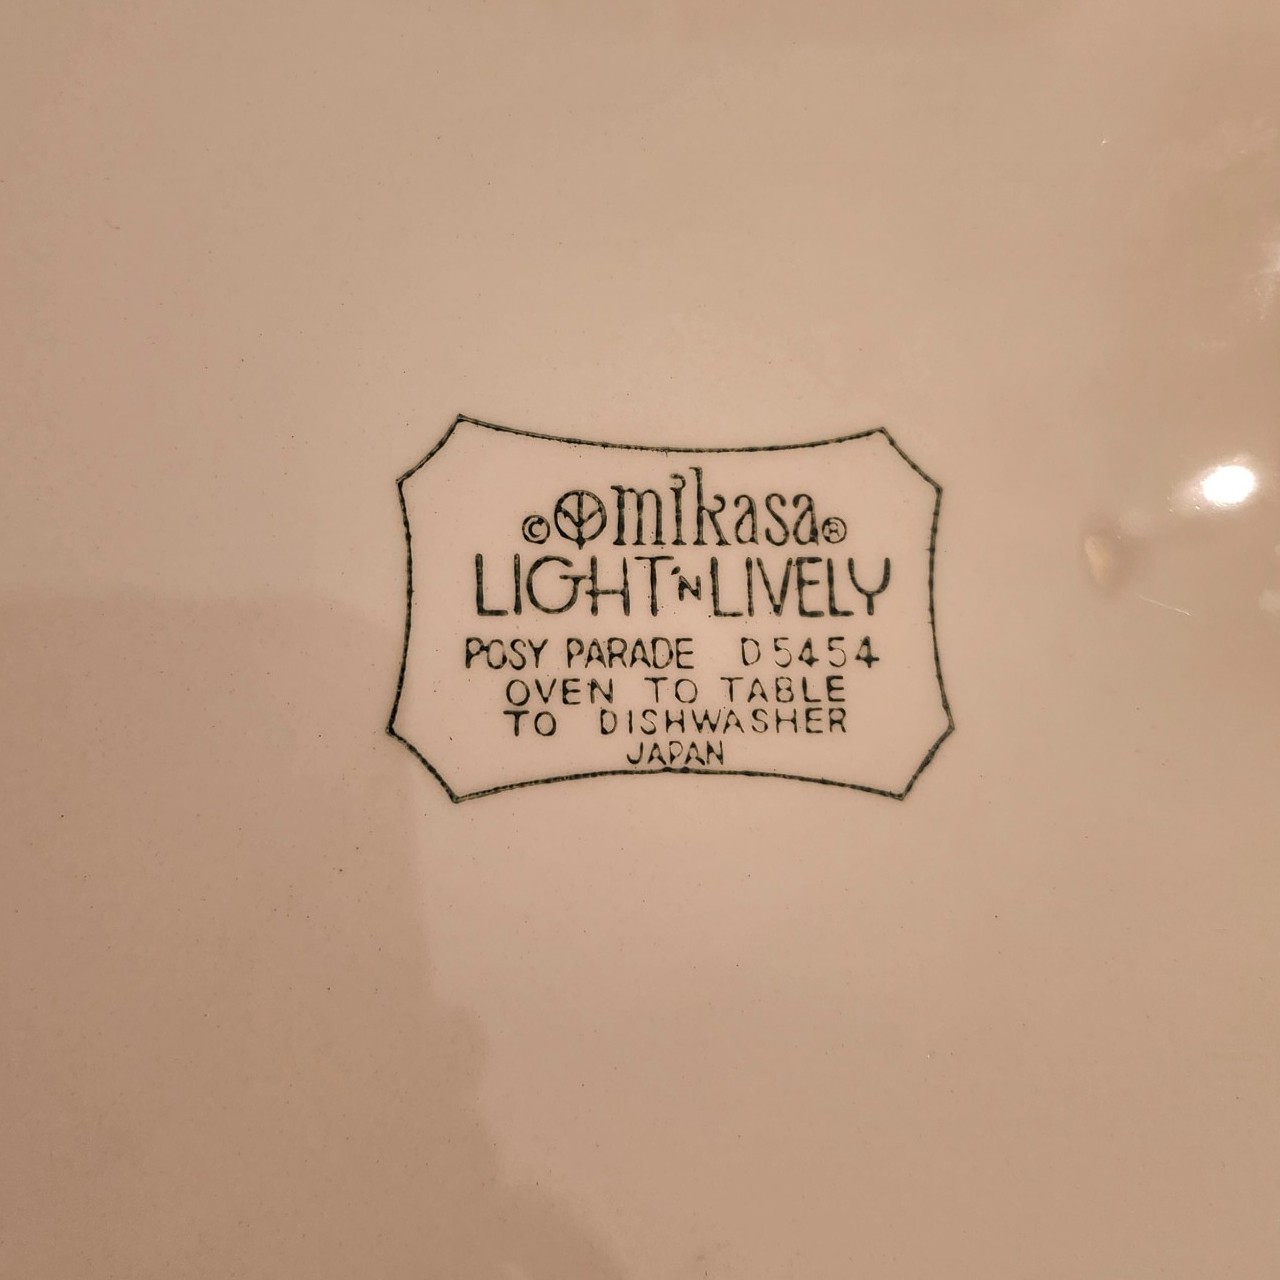 © mikasa ®
LIGHT 'N LIVELY
POSY PARADE D5454
OVEN TO TABLE
TO DISHWASHER
JAPAN